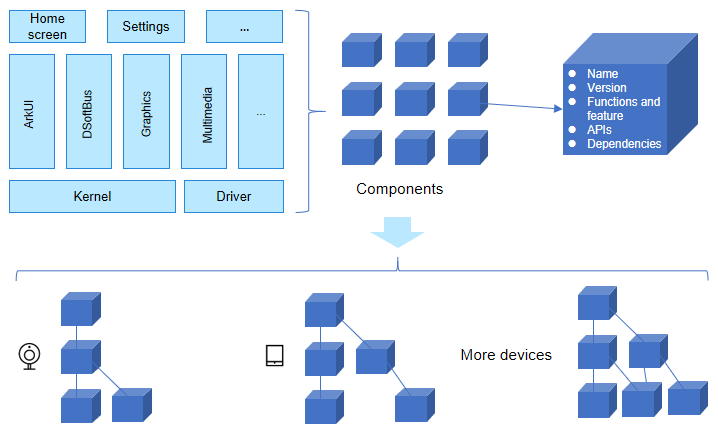 Home
screen
Settings
...
ArkUI
DSoftBus
Graphics
Multimedia
...
Kernel
Driver
Components
Name
Version
Functions and
feature
APIs
Dependencies
More devices